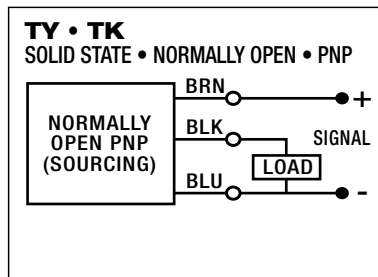 TY • TK
SOLID STATE • NORMALLY OPEN • PNP
BRN
+
NORMALLY
OPEN PNP
(SOURCING)
BLK
SIGNAL
LOAD
BLU
-